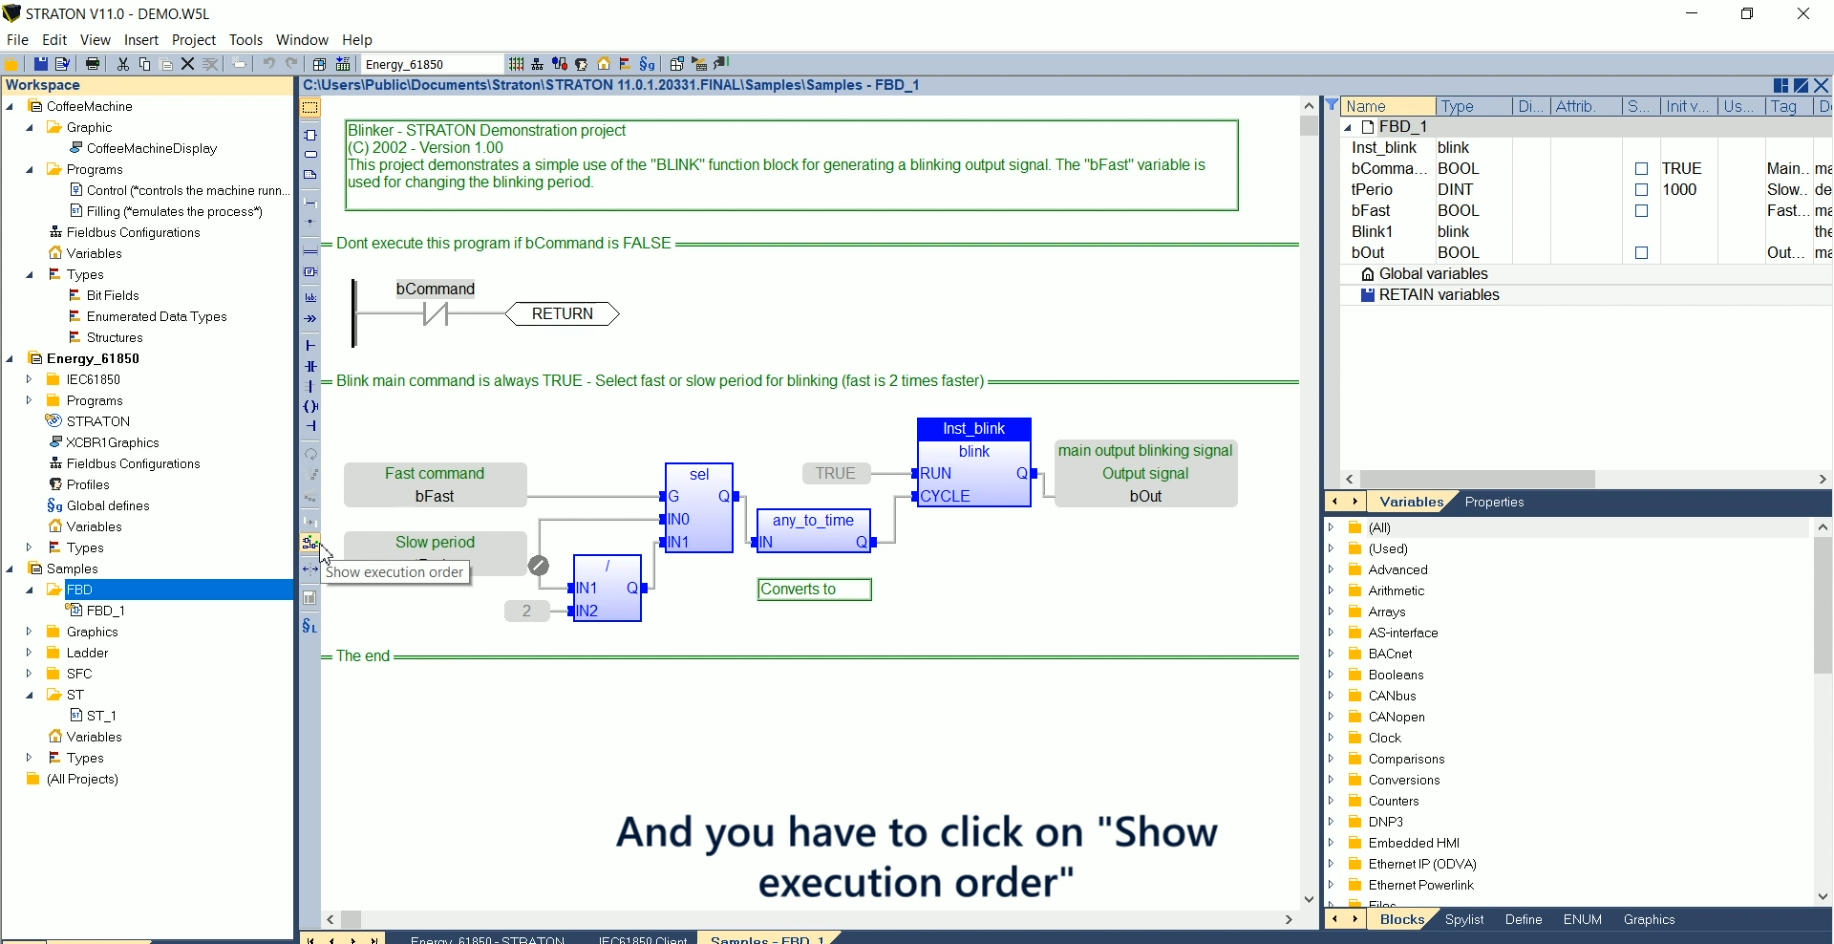 STRATON V11.0 - DEMO.W5L
File Edit View Insert Project Tools Window Help
Energy_61850
Workspace
C:\Users\Public\Documents\Straton\STRATON 11.0.1.20331.FINAL\Samples\Samples - FBD_1
CoffeeMachine
Graphic
CoffeeMachineDisplay
Programs
Control (*controls the machine runn...
Filling (*emulates the process*)
Fieldbus Configurations
Variables
Types
Bit Fields
Enumerated Data Types
Structures
Energy_61850
IEC61850
Programs
STRATON
XCBR1Graphics
Fieldbus Configurations
Profiles
Global defines
Variables
Types
Samples
FBD
FBD_1
Graphics
Ladder
SFC
ST
ST_1
Variables
Types
(All Projects)
Blinker - STRATON Demonstration project
(C) 2002 - Version 1.00
This project demonstrates a simple use of the "BLINK" function block for generating a blinking output signal. The "bFast" variable is
used for changing the blinking period.
Dont execute this program if bCommand is FALSE
bCommand
RETURN
Blink main command is always TRUE - Select fast or slow period for blinking (fast is 2 times faster)
Inst_blink
blink
RUN Q
CYCLE
TRUE
main output blinking signal
Output signal
bOut
Fast command
bFast
sel
G Q
IN0
IN1
any_to_time
IN Q
Slow period
Show execution order
/
IN1 Q
IN2
2
Converts to
The end
And you have to click on "Show
execution order"
Energy_61850 - STRATON IEC61850 Client Samples - FBD_1
Name Type Di... Attrib. S... Init v... Us... Tag
FBD_1
Inst_blink blink
bComma... BOOL TRUE Main...
tPerio DINT 1000 Slow...
bFast BOOL Fast...
Blink1 blink
bOut BOOL Out...
Global variables
RETAIN variables
Variables Properties
(All)
(Used)
Advanced
Arithmetic
Arrays
AS-interface
BACnet
Booleans
CANbus
CANopen
Clock
Comparisons
Conversions
Counters
DNP3
Embedded HMI
Ethernet IP (ODVA)
Ethernet Powerlink
Files
Blocks Spylist Define ENUM Graphics